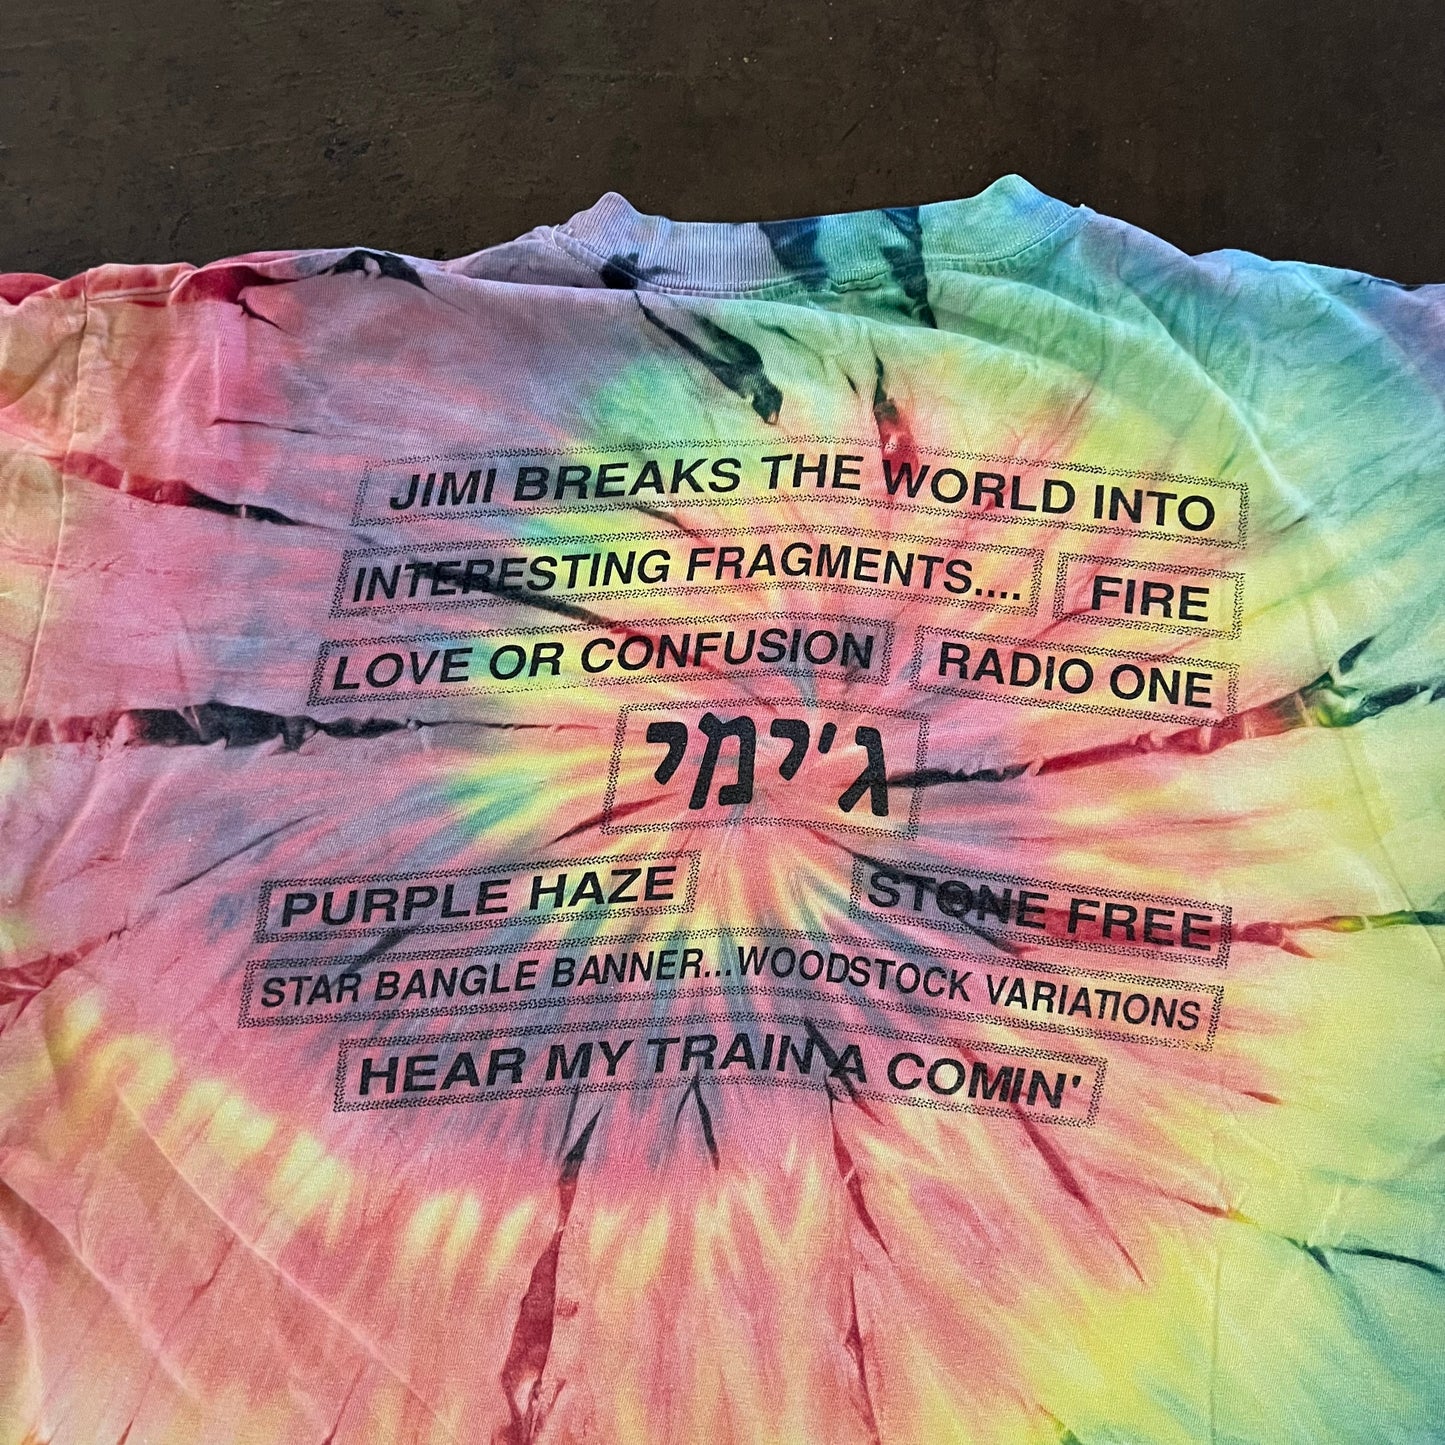 JIMI BREAKS THE WORLD INTO
INTERESTING FRAGMENTS.... FIRE
LOVE OR CONFUSION RADIO ONE
ג'ימי
PURPLE HAZE STONE FREE
STAR BANGLE BANNER...WOODSTOCK VARIATIONS
HEAR MY TRAIN A COMIN'